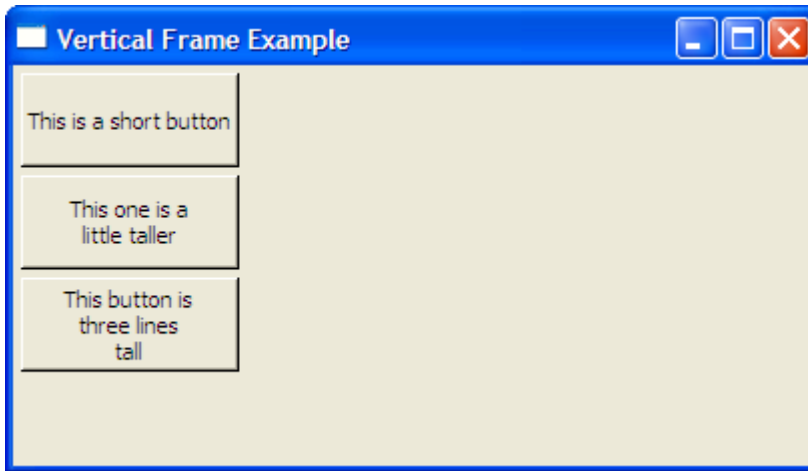 Vertical Frame Example
This is a short button
This one is a
little taller
This button is
three lines
tall